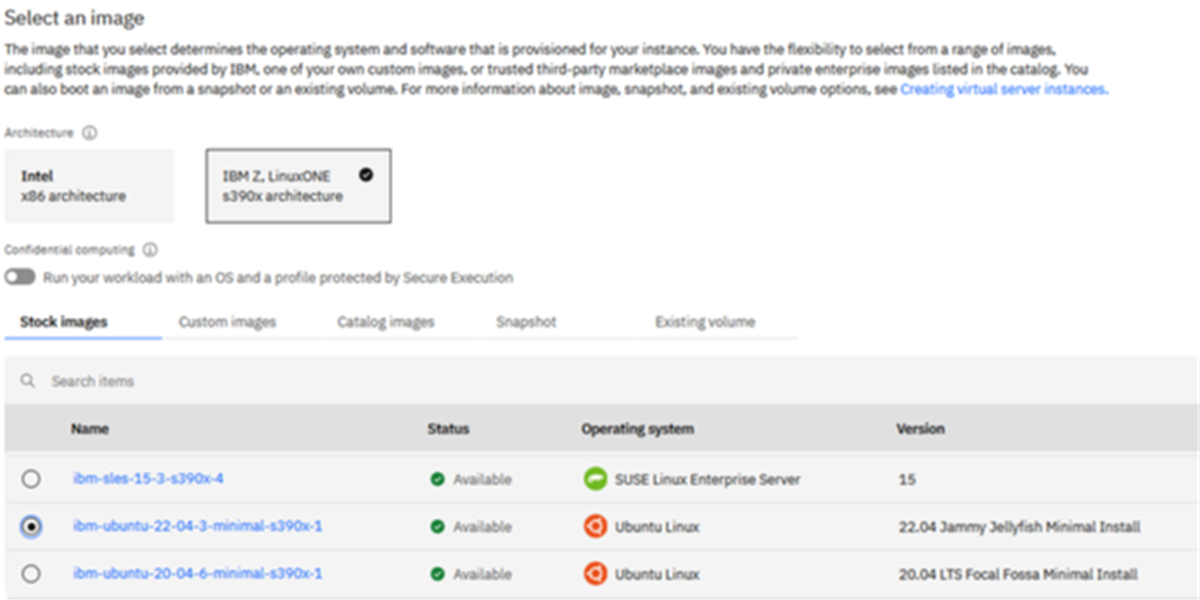 Select an image
The image that you select determines the operating system and software that is provisioned for your instance. You have the flexibility to select from a range of images,
including stock images provided by IBM, one of your own custom images, or trusted third-party marketplace images and private enterprise images listed in the catalog. You
can also boot an image from a snapshot or an existing volume. For more information about image, snapshot, and existing volume options, see Creating virtual server instances.
Architecture
Intel
x86 architecture
IBM Z, LinuxONE
s390x architecture
Confidential computing
Run your workload with an OS and a profile protected by Secure Execution
Stock images Custom images Catalog images Snapshot Existing volume
Search items
Name Status Operating system Version
ibm-sles-15-3-s390x-4 Available SUSE Linux Enterprise Server 15
ibm-ubuntu-22-04-3-minimal-s390x-1 Available Ubuntu Linux 22.04 Jammy Jellyfish Minimal Install
ibm-ubuntu-20-04-6-minimal-s390x-1 Available Ubuntu Linux 20.04 LTS Focal Fossa Minimal Install